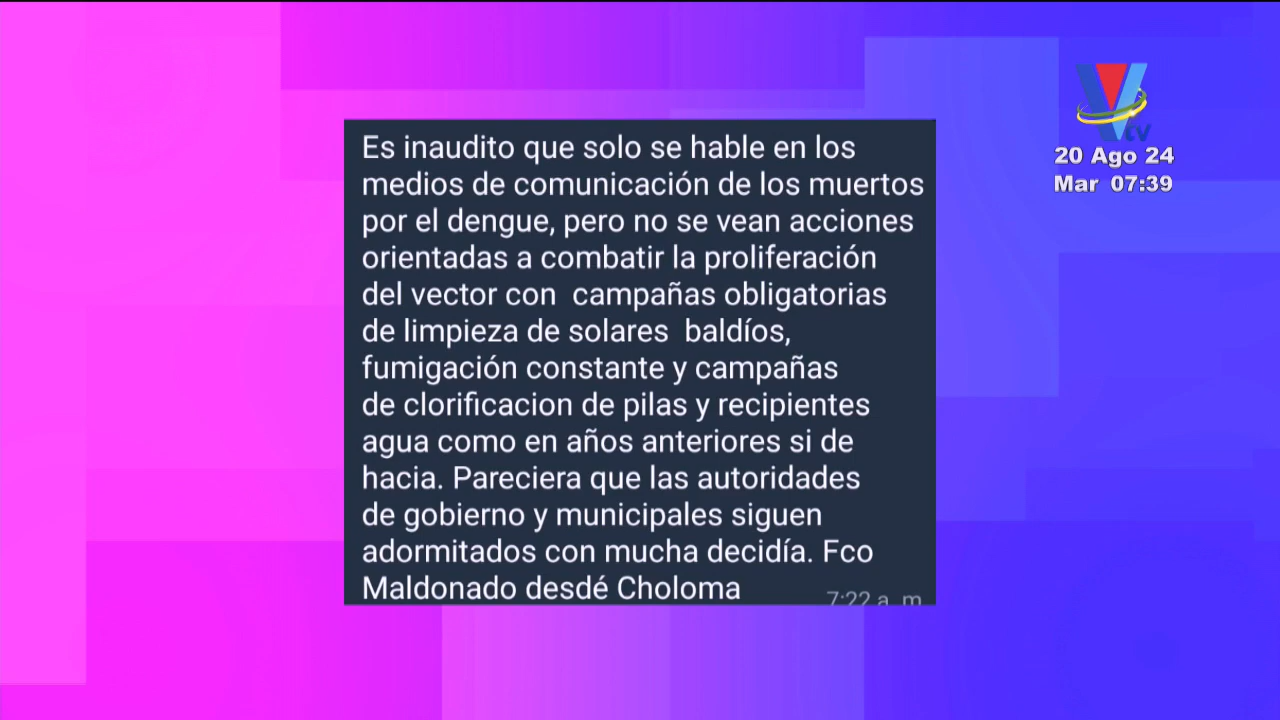 Es inaudito que solo se hable en los
medios de comunicación de los muertos
por el dengue, pero no se vean acciones
orientadas a combatir la proliferación
del vector con  campañas obligatorias
de limpieza de solares  baldíos,
fumigación constante y campañas
de clorificacion de pilas y recipientes
agua como en años anteriores si de
hacia. Pareciera que las autoridades
de gobierno y municipales siguen
adormitados con mucha decidía. Fco
Maldonado desdé Choloma
7:22 a. m.
Vtv
20 Ago 24
Mar 07:39